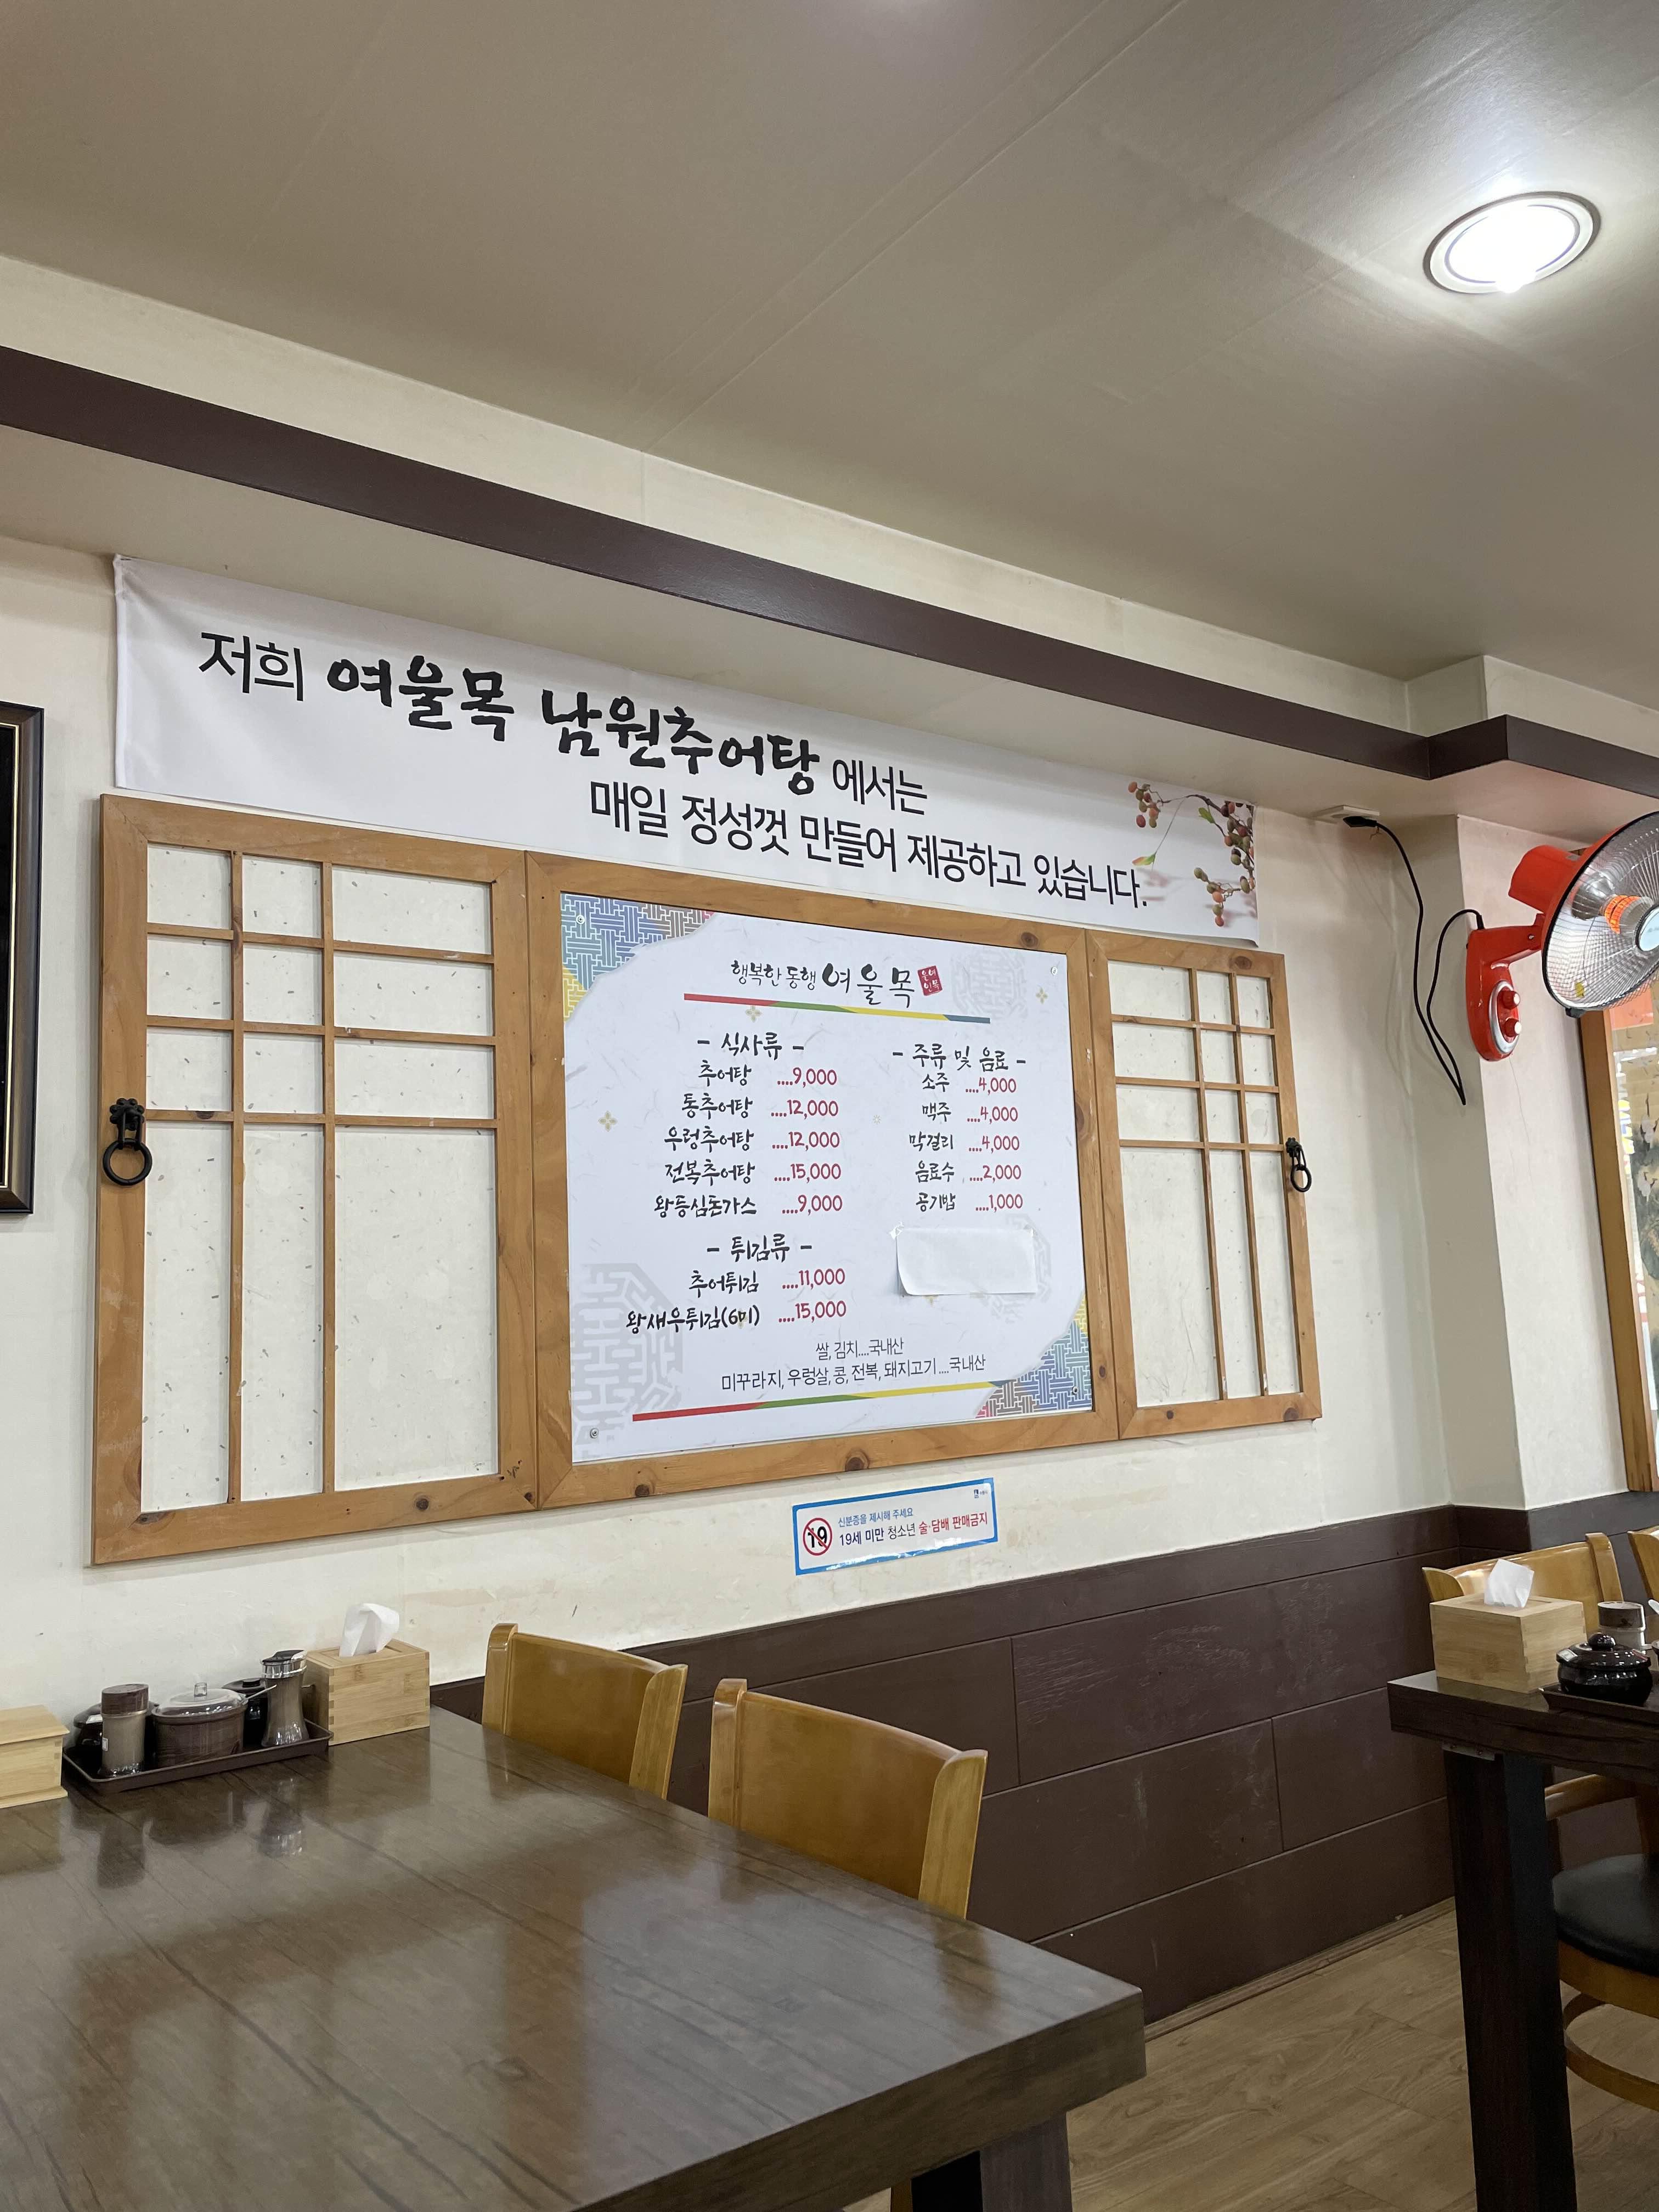 저희 여울목 남원추어탕 에서는
매일 정성껏 만들어 제공하고 있습니다.
행복한 동행 여울목
- 식사류 -
추어탕 ....9,000
통추어탕 ....12,000
우렁추어탕 ....12,000
전복추어탕 ....15,000
왕등심돈가스 ....9,000
- 튀김류 -
추어튀김 ....11,000
왕새우튀김(6미) ....15,000
- 주류 및 음료 -
소주 ....4,000
맥주 ....4,000
막걸리 ....4,000
음료수 ....2,000
공기밥 ....1,000
쌀, 김치....국내산
미꾸라지, 우렁살, 콩, 전복, 돼지고기....국내산
19
신분증을 제시해 주세요
19세 미만 청소년 술·담배 판매금지